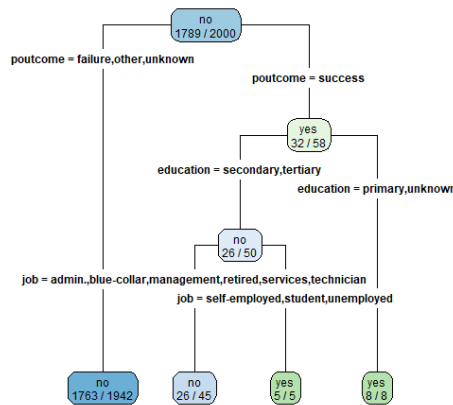 no
1789 / 2000
poutcome = failure,other,unknown
poutcome = success
yes
32 / 58
education = secondary,tertiary
education = primary,unknown
no
26 / 50
job = admin.,blue-collar,management,retired,services,technician
job = self-employed,student,unemployed
no
1763 / 1942
no
26 / 45
yes
5 / 5
yes
8 / 8